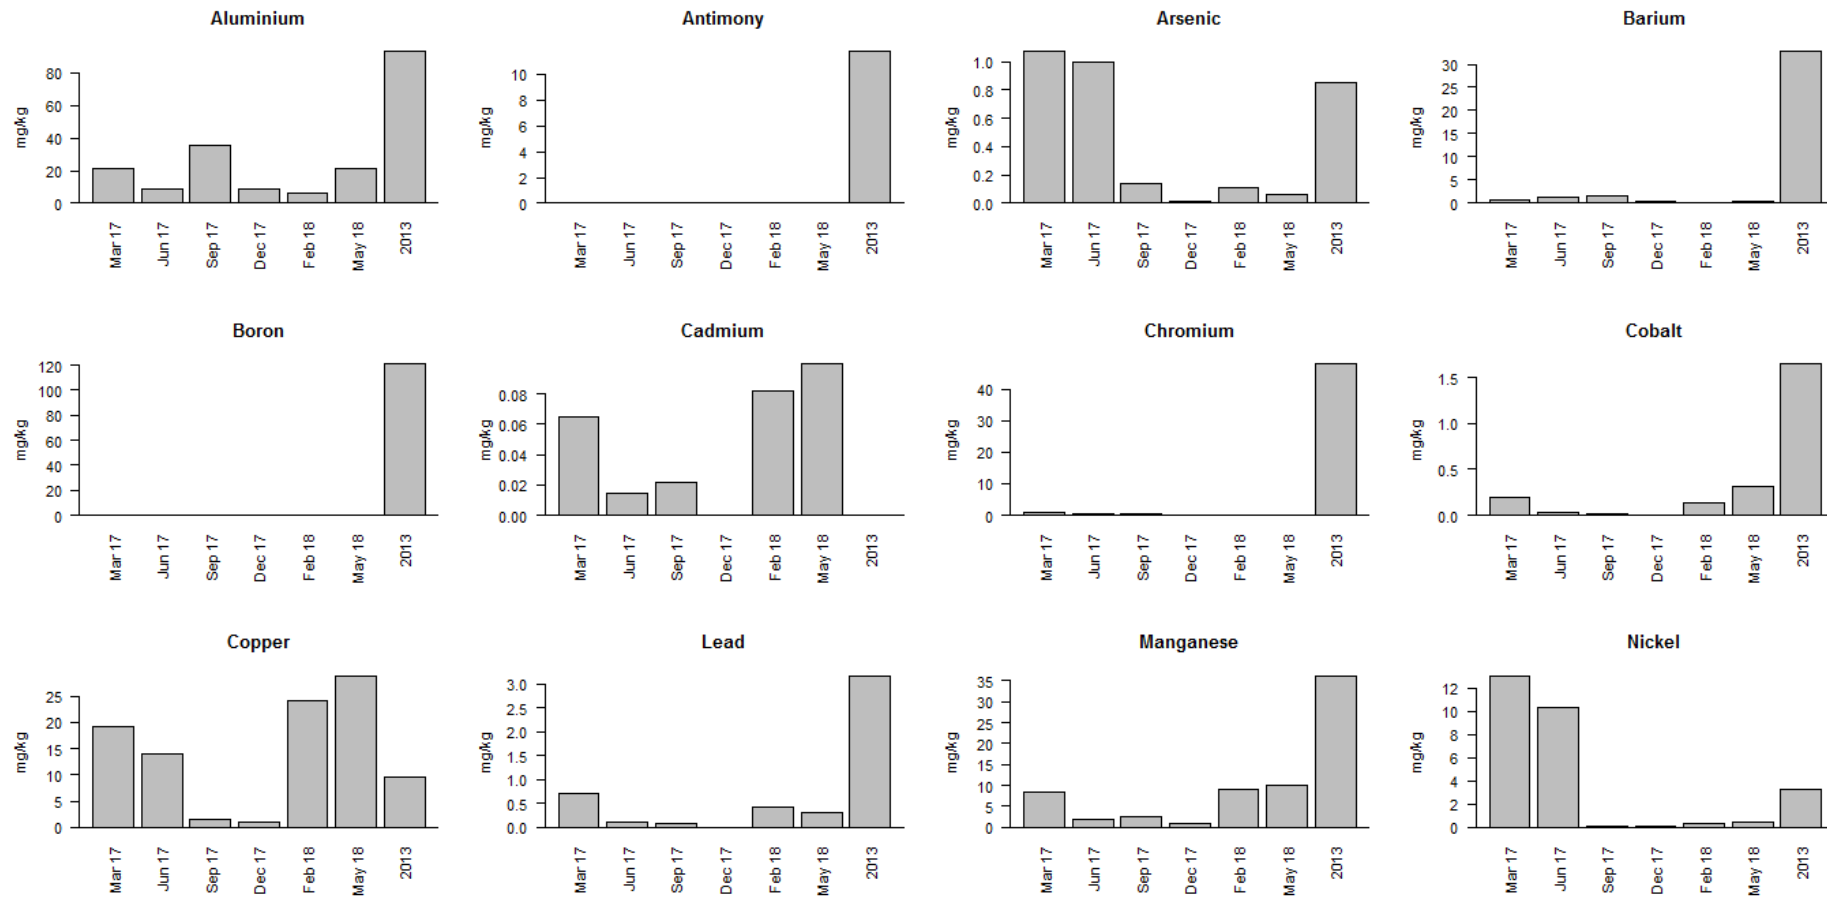 Aluminium
mg/kg
80
60
40
20
0
Mar 17
Jun 17
Sep 17
Dec 17
Feb 18
May 18
2013
Antimony
mg/kg
10
8
6
4
2
0
Mar 17
Jun 17
Sep 17
Dec 17
Feb 18
May 18
2013
Arsenic
mg/kg
1.0
0.8
0.6
0.4
0.2
0.0
Mar 17
Jun 17
Sep 17
Dec 17
Feb 18
May 18
2013
Barium
mg/kg
30
25
20
15
10
5
0
Mar 17
Jun 17
Sep 17
Dec 17
Feb 18
May 18
2013
Boron
mg/kg
120
100
80
60
40
20
0
Mar 17
Jun 17
Sep 17
Dec 17
Feb 18
May 18
2013
Cadmium
mg/kg
0.08
0.06
0.04
0.02
0.00
Mar 17
Jun 17
Sep 17
Dec 17
Feb 18
May 18
2013
Chromium
mg/kg
40
30
20
10
0
Mar 17
Jun 17
Sep 17
Dec 17
Feb 18
May 18
2013
Cobalt
mg/kg
1.5
1.0
0.5
0.0
Mar 17
Jun 17
Sep 17
Dec 17
Feb 18
May 18
2013
Copper
mg/kg
25
20
15
10
5
0
Mar 17
Jun 17
Sep 17
Dec 17
Feb 18
May 18
2013
Lead
mg/kg
3.0
2.5
2.0
1.5
1.0
0.5
0.0
Mar 17
Jun 17
Sep 17
Dec 17
Feb 18
May 18
2013
Manganese
mg/kg
35
30
25
20
15
10
5
0
Mar 17
Jun 17
Sep 17
Dec 17
Feb 18
May 18
2013
Nickel
mg/kg
12
10
8
6
4
2
0
Mar 17
Jun 17
Sep 17
Dec 17
Feb 18
May 18
2013